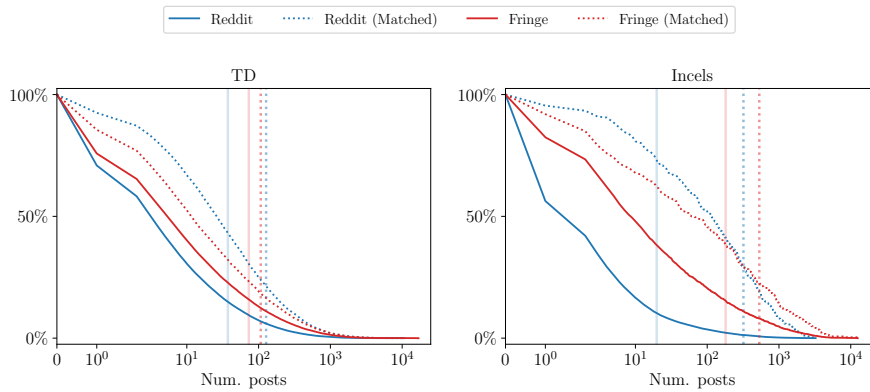 Reddit Reddit (Matched) Fringe Fringe (Matched)
TD
100%
50%
0%
0 10^0 10^1 10^2 10^3 10^4
Num. posts
Incels
100%
50%
0%
0 10^0 10^1 10^2 10^3 10^4
Num. posts